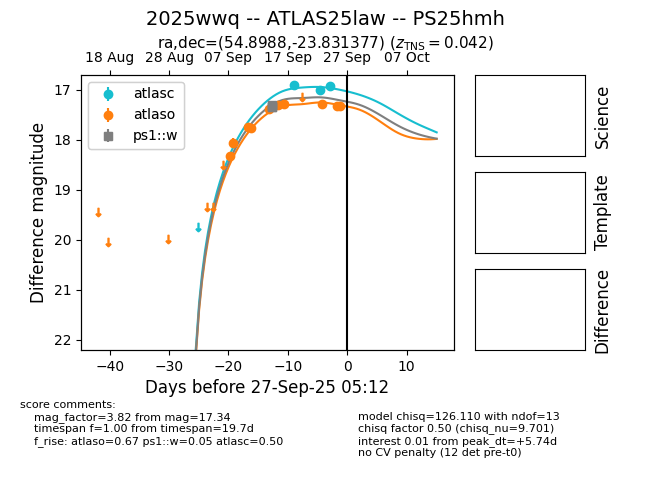 2025wwq -- ATLAS25law -- PS25hmh
ra,dec=(54.8988,-23.831377) (z_TNS = 0.042)
18 Aug 28 Aug 07 Sep 17 Sep 27 Sep 07 Oct
atlasc
atlaso
ps1::w
17
18
19
20
21
22
Difference magnitude
−40 −30 −20 −10 0 10
Days before 27-Sep-25 05:12
Science
Template
Difference
score comments:
mag_factor=3.82 from mag=17.34
timespan f=1.00 from timespan=19.7d
f_rise: atlaso=0.67 ps1::w=0.05 atlasc=0.50
model chisq=126.110 with ndof=13
chisq factor 0.50 (chisq_nu=9.701)
interest 0.01 from peak_dt=+5.74d
no CV penalty (12 det pre-t0)